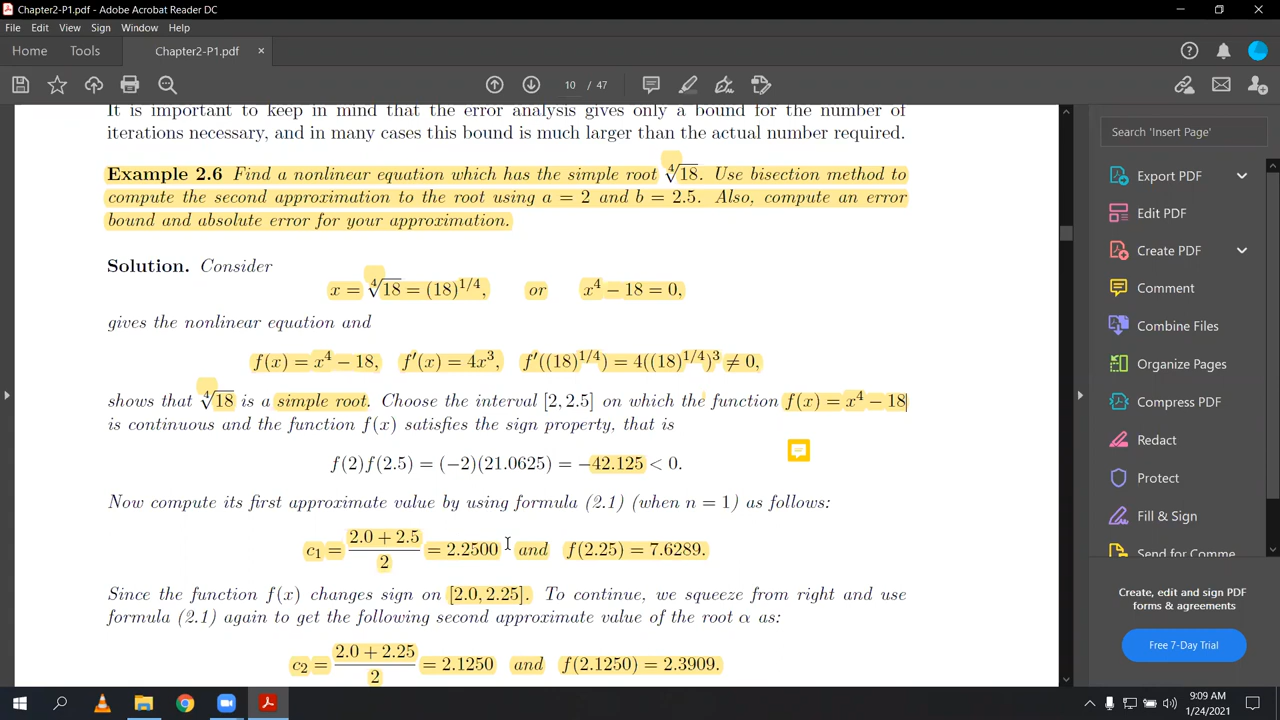 Chapter2-P1.pdf - Adobe Acrobat Reader DC
File Edit View Sign Window Help
Home Tools Chapter2-P1.pdf ×
10 / 47
It is important to keep in mind that the error analysis gives only a bound for the number of
iterations necessary, and in many cases this bound is much larger than the actual number required.
Example 2.6 Find a nonlinear equation which has the simple root ∜18. Use bisection method to
compute the second approximation to the root using a = 2 and b = 2.5. Also, compute an error
bound and absolute error for your approximation.
Solution. Consider
x = ∜18 = (18)^{1/4}, or x⁴ − 18 = 0,
gives the nonlinear equation and
f(x) = x⁴ − 18, f′(x) = 4x³, f′((18)^{1/4}) = 4((18)^{1/4})³ ≠ 0,
shows that ∜18 is a simple root. Choose the interval [2, 2.5] on which the function f(x) = x⁴ − 18
is continuous and the function f(x) satisfies the sign property, that is
f(2)f(2.5) = (−2)(21.0625) = −42.125 < 0.
Now compute its first approximate value by using formula (2.1) (when n = 1) as follows:
c₁ = (2.0 + 2.5)/2 = 2.2500 and f(2.25) = 7.6289.
Since the function f(x) changes sign on [2.0, 2.25]. To continue, we squeeze from right and use
formula (2.1) again to get the following second approximate value of the root α as:
c₂ = (2.0 + 2.25)/2 = 2.1250 and f(2.1250) = 2.3909.
Search 'Insert Page'
Export PDF
Edit PDF
Create PDF
Comment
Combine Files
Organize Pages
Compress PDF
Redact
Protect
Fill & Sign
Send for Comme
Create, edit and sign PDF
forms & agreements
Free 7-Day Trial
9:09 AM
1/24/2021